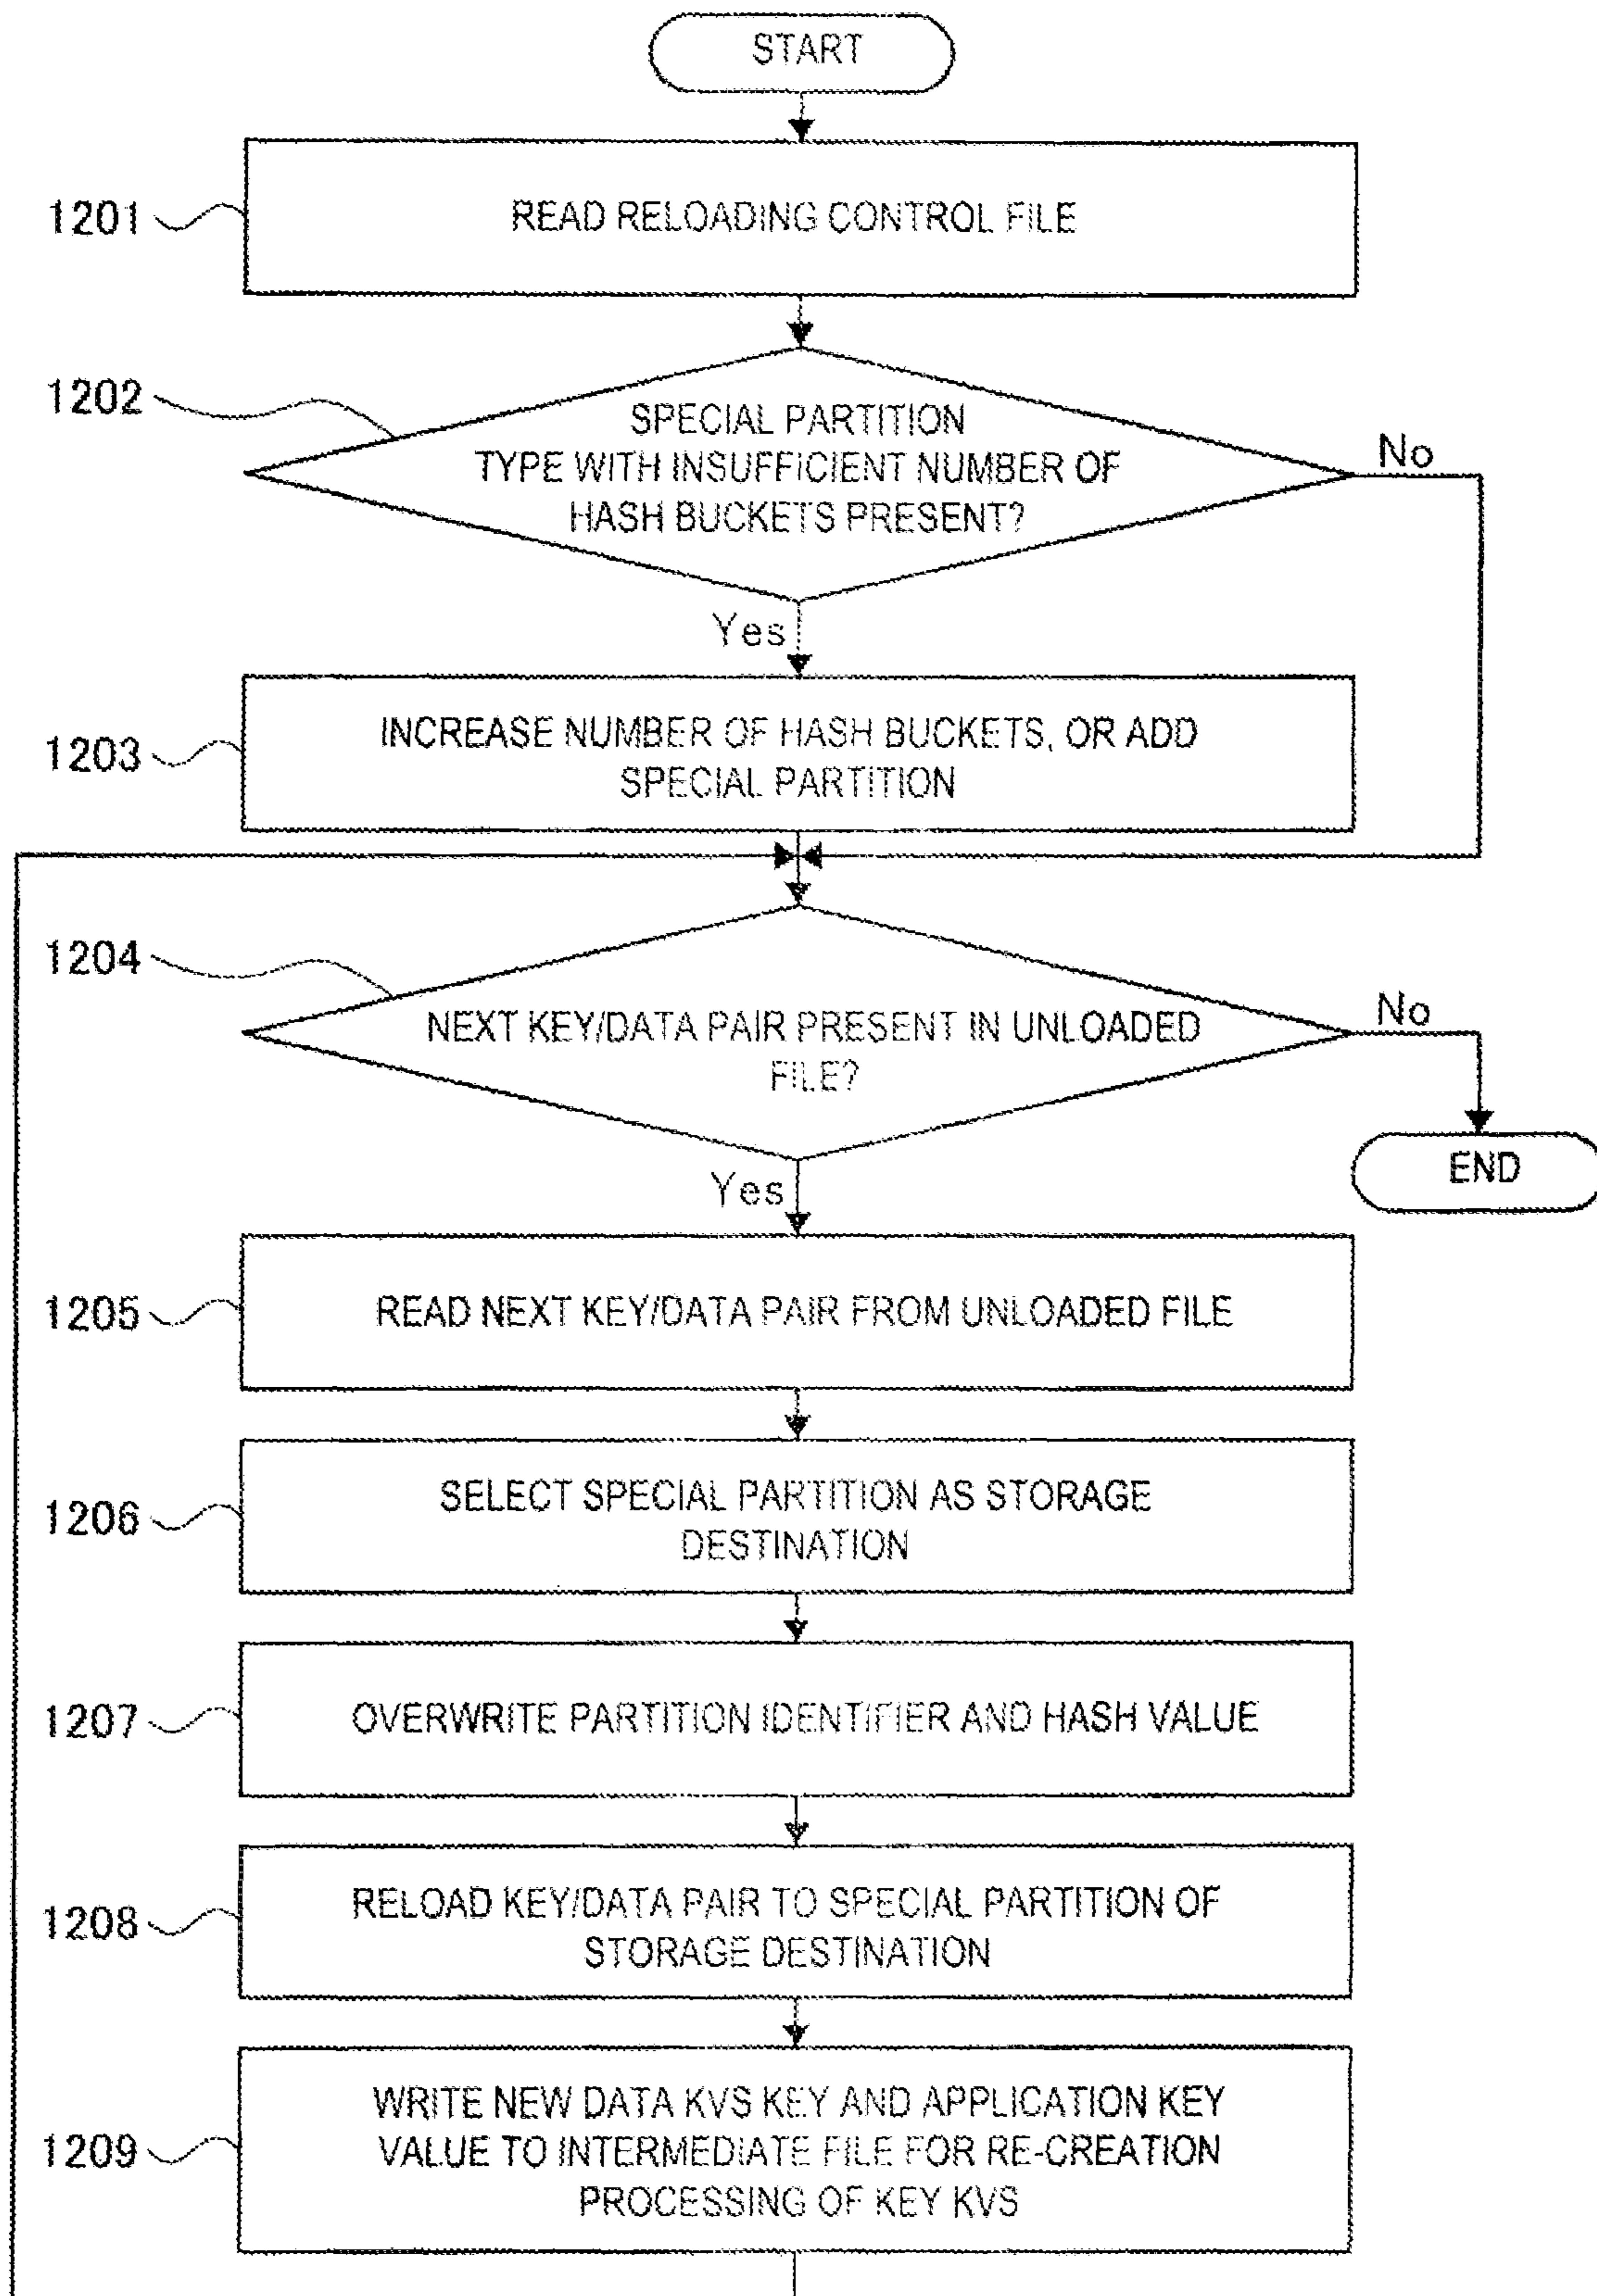 START
1201
READ RELOADING CONTROL FILE
1202
SPECIAL PARTITION
TYPE WITH INSUFFICIENT NUMBER OF
HASH BUCKETS PRESENT?
No
Yes
1203
INCREASE NUMBER OF HASH BUCKETS, OR ADD
SPECIAL PARTITION
1204
NEXT KEY/DATA PAIR PRESENT IN UNLOADED
FILE?
No
END
Yes
1205
READ NEXT KEY/DATA PAIR FROM UNLOADED FILE
1206
SELECT SPECIAL PARTITION AS STORAGE
DESTINATION
1207
OVERWRITE PARTITION IDENTIFIER AND HASH VALUE
1208
RELOAD KEY/DATA PAIR TO SPECIAL PARTITION OF
STORAGE DESTINATION
1209
WRITE NEW DATA KVS KEY AND APPLICATION KEY
VALUE TO INTERMEDIATE FILE FOR RE-CREATION
PROCESSING OF KEY KVS